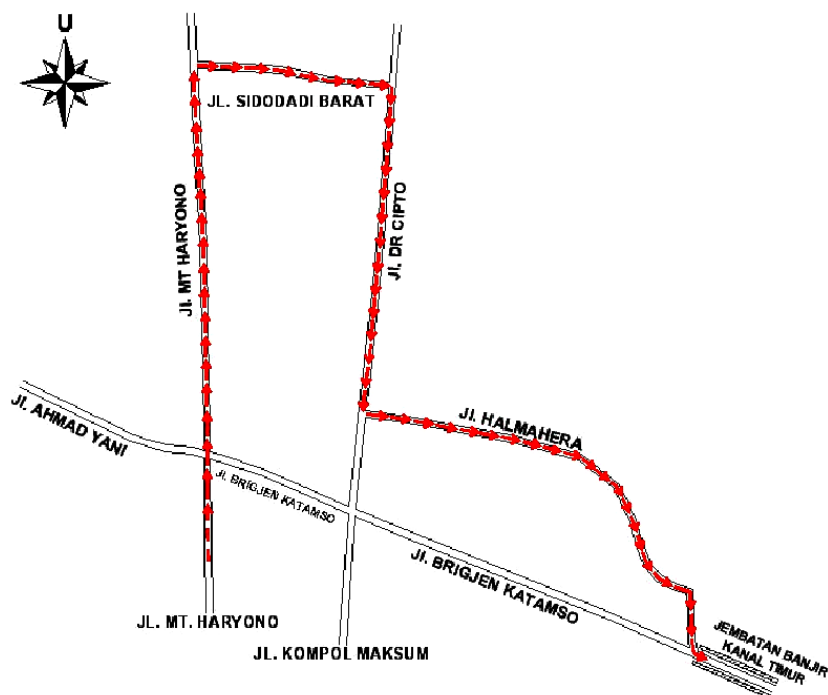 U
JL. SIDODADI BARAT
Jl. MT HARYONO
Jl. DR CIPTO
Jl. AHMAD YANI
Jl. HALMAHERA
Jl. BRIGJEN KATAMSO
Jl. BRIGJEN KATAMSO
JL. MT. HARYONO
JL. KOMPOL MAKSUM
JEMBATAN BANJIR
KANAL TIMUR